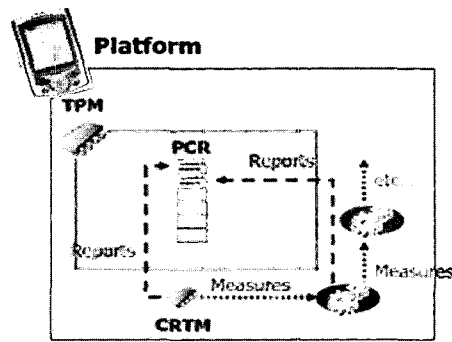 Platform
TPM
PCR
Reports
etc...
Reports
Measures
Measures
CRTM